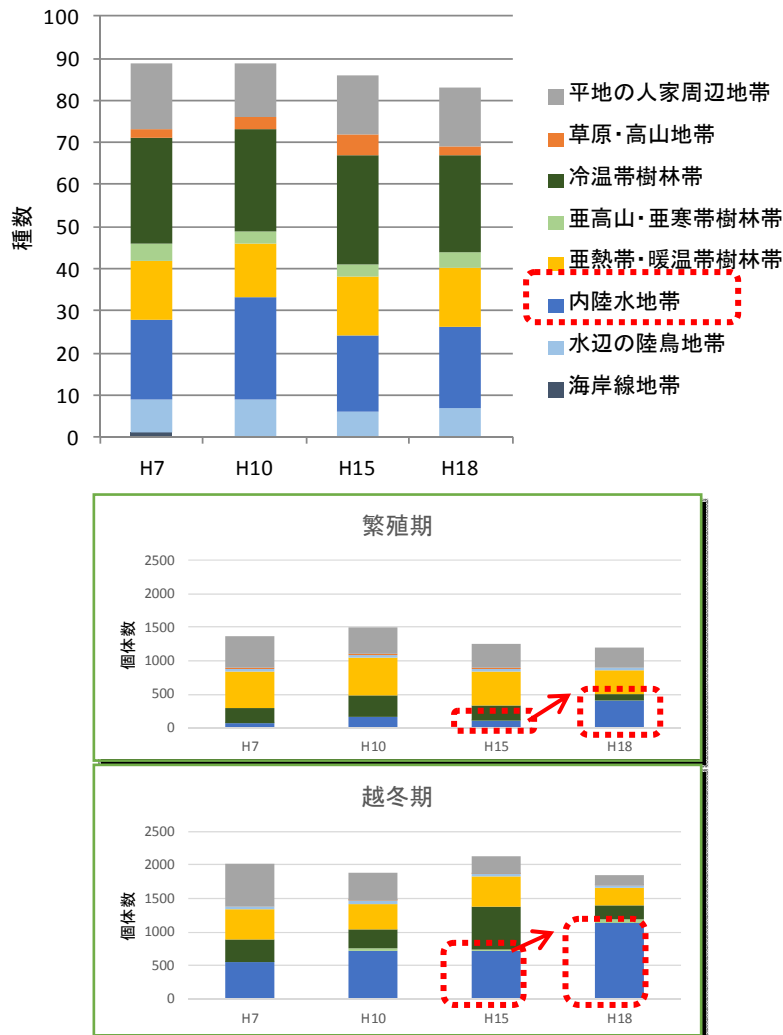 100
90
80
70
60
50
40
30
20
10
0
種数
H7 H10 H15 H18
平地の人家周辺地帯
草原・高山地帯
冷温帯樹林帯
亜高山・亜寒帯樹林帯
亜熱帯・暖温帯樹林帯
内陸水地帯
水辺の陸鳥地帯
海岸線地帯
繁殖期
2500
2000
1500
1000
500
0
個体数
H7 H10 H15 H18
越冬期
2500
2000
1500
1000
500
0
個体数
H7 H10 H15 H18